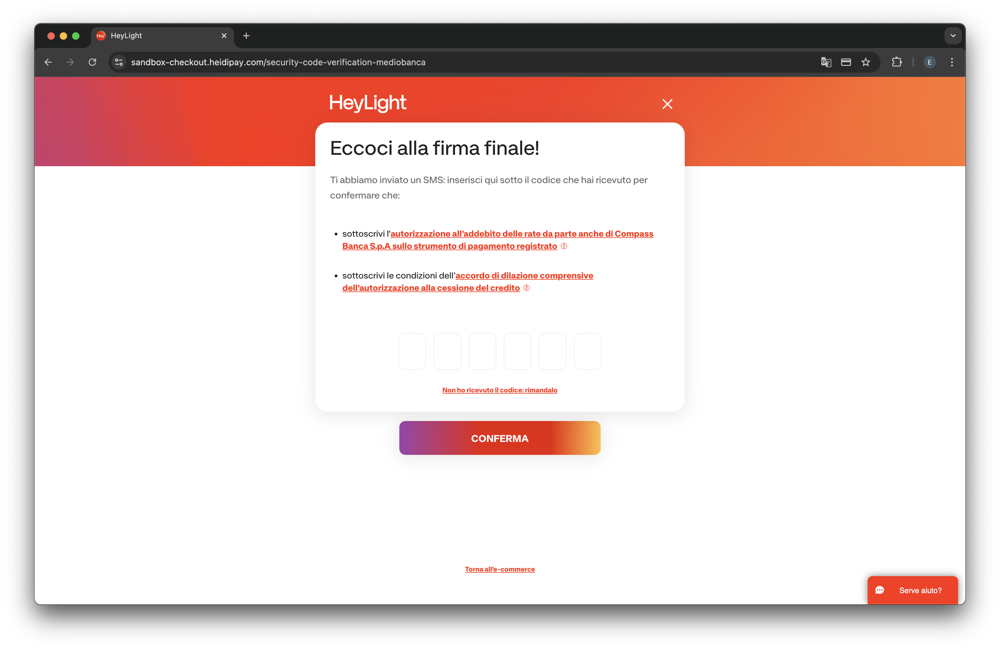 Hey HeyLight
sandbox-checkout.heidipay.com/security-code-verification-mediobanca
E
HeyLight
Eccoci alla firma finale!
Ti abbiamo inviato un SMS: inserisci qui sotto il codice che hai ricevuto per
confermare che:
• sottoscrivi l'autorizzazione all’addebito delle rate da parte anche di Compass
Banca S.p.A sullo strumento di pagamento registrato
• sottoscrivi le condizioni dell’accordo di dilazione comprensive
dell’autorizzazione alla cessione del credito
Non ho ricevuto il codice: rimandalo
CONFERMA
Torna all'e-commerce
Serve aiuto?